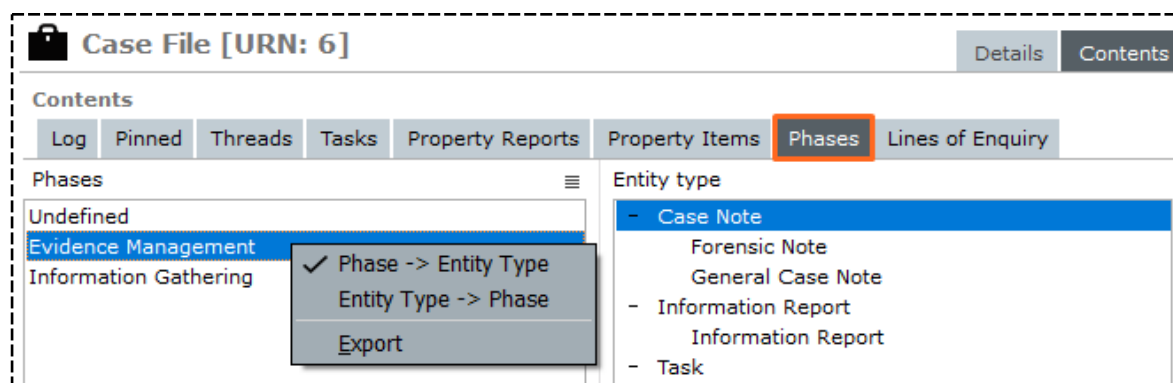 Case File [URN: 6]
Details Contents
Contents
Log Pinned Threads Tasks Property Reports Property Items Phases Lines of Enquiry
Phases
Undefined
Evidence Management
Information Gathering
Phase -> Entity Type
Entity Type -> Phase
Export
Entity type
- Case Note
Forensic Note
General Case Note
- Information Report
Information Report
- Task